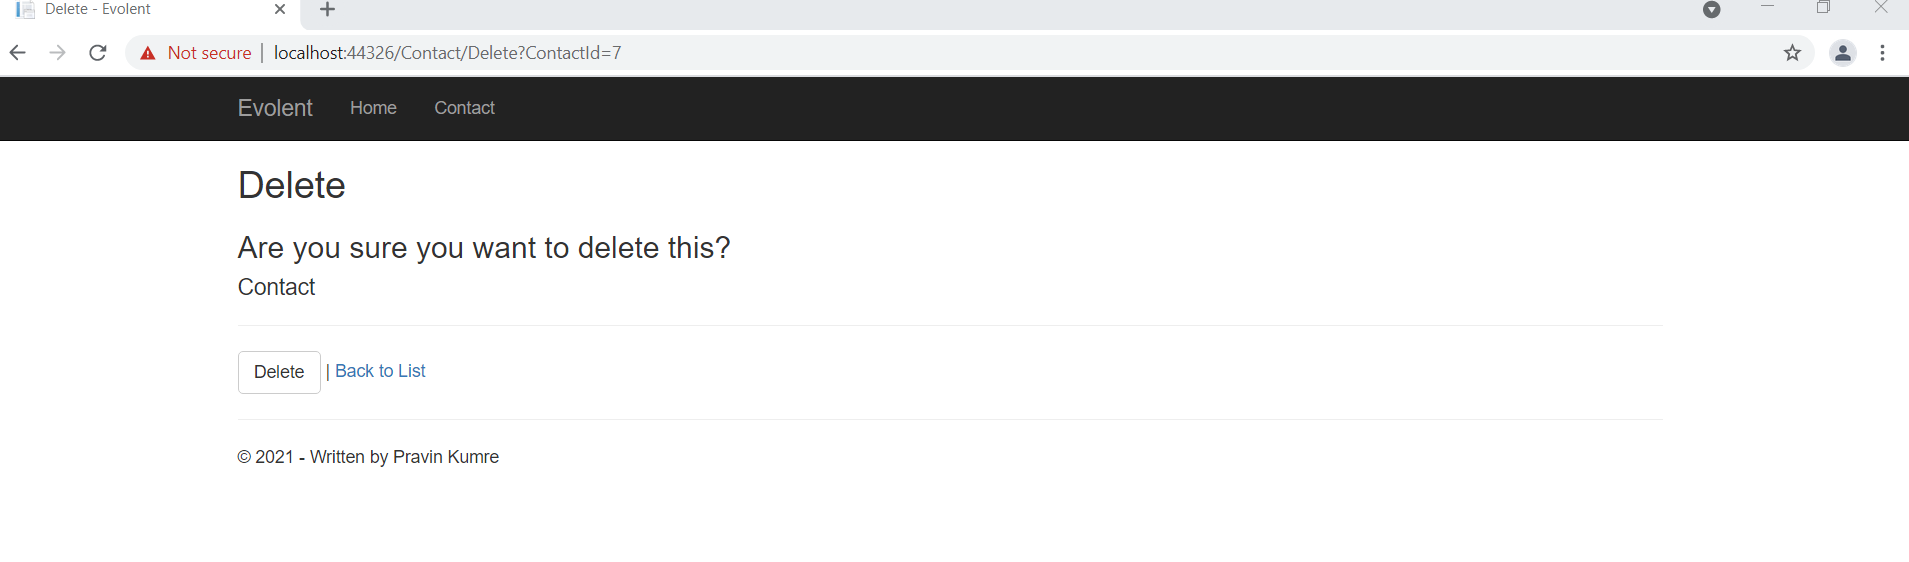 Delete - Evolent
Not secure | localhost:44326/Contact/Delete?ContactId=7
Evolent Home Contact
Delete
Are you sure you want to delete this?
Contact
Delete | Back to List
© 2021 - Written by Pravin Kumre